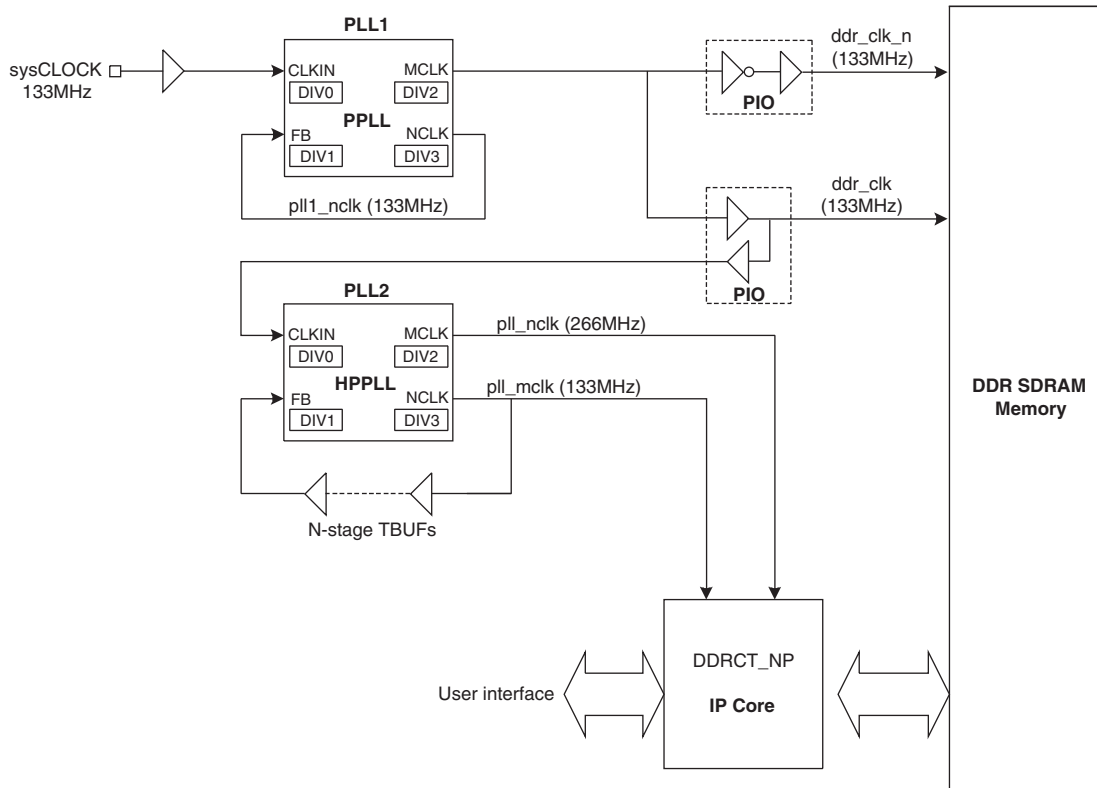 PLL1
sysCLOCK
133MHz
CLKIN
MCLK
DIV0
DIV2
PPLL
FB
NCLK
DIV1
DIV3
pll1_nclk (133MHz)
PIO
ddr_clk_n
(133MHz)
ddr_clk
(133MHz)
PIO
PLL2
CLKIN
MCLK
DIV0
DIV2
HPPLL
FB
NCLK
DIV1
DIV3
pll_nclk (266MHz)
pll_mclk (133MHz)
N-stage TBUFs
DDR SDRAM
Memory
User interface
DDRCT_NP
IP Core